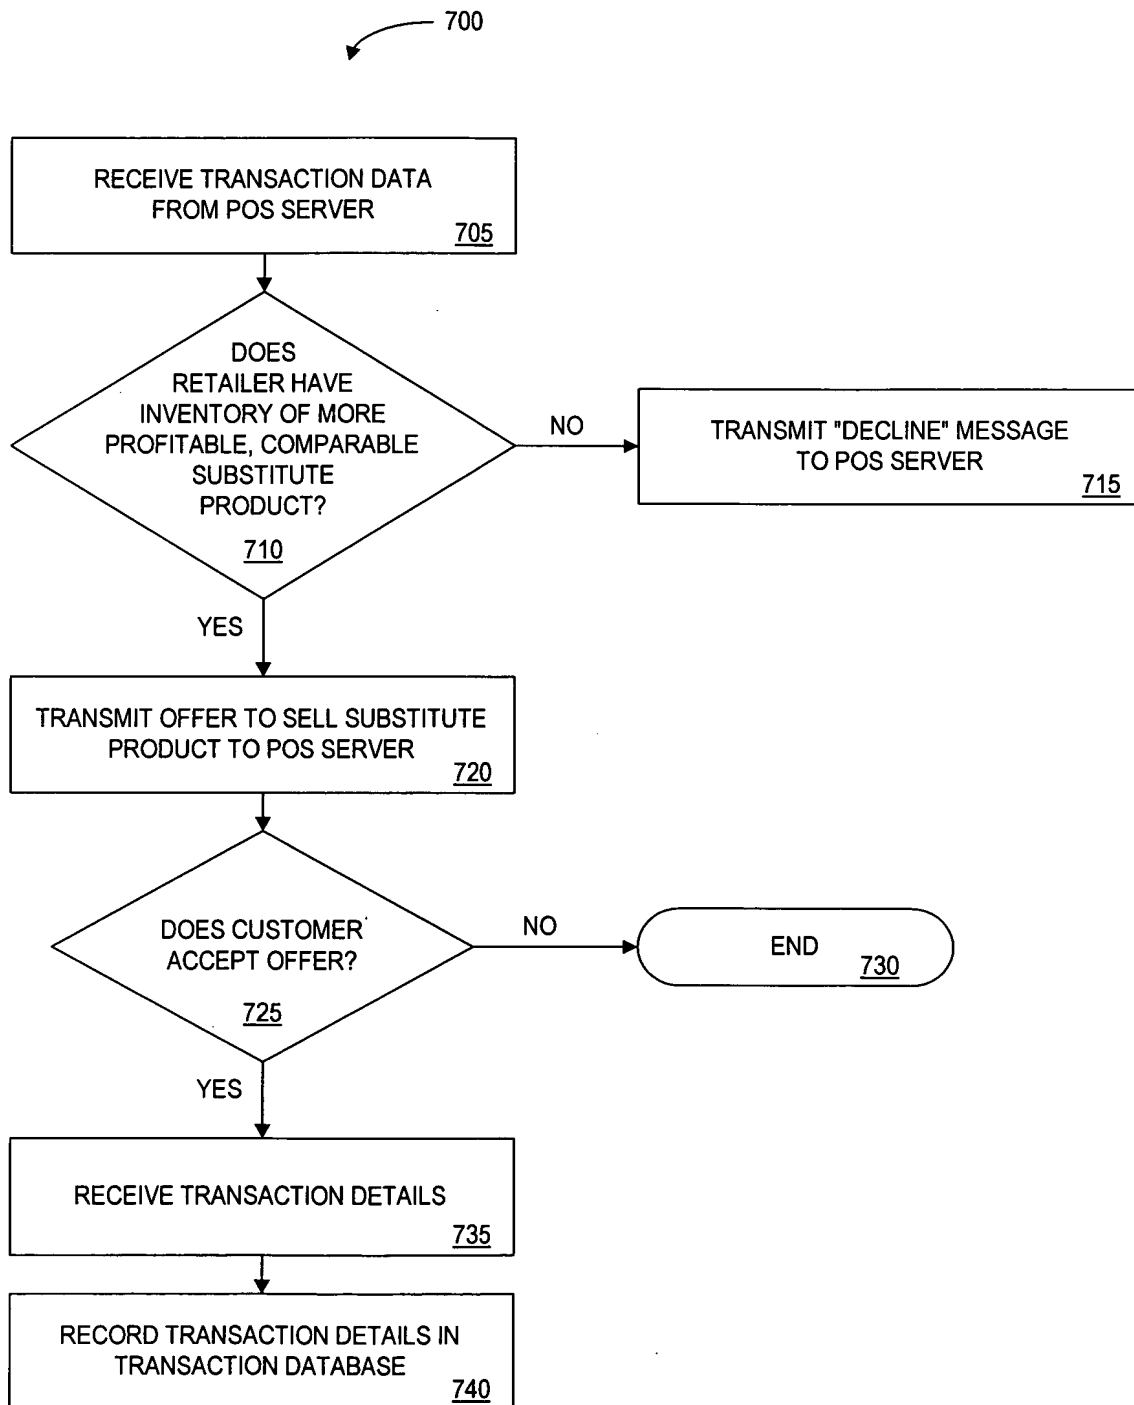 700
RECEIVE TRANSACTION DATA
FROM POS SERVER
705
DOES
RETAILER HAVE
INVENTORY OF MORE
PROFITABLE, COMPARABLE
SUBSTITUTE
PRODUCT?
710
NO
TRANSMIT "DECLINE" MESSAGE
TO POS SERVER
715
YES
TRANSMIT OFFER TO SELL SUBSTITUTE
PRODUCT TO POS SERVER
720
DOES CUSTOMER
ACCEPT OFFER?
725
NO
END
730
YES
RECEIVE TRANSACTION DETAILS
735
RECORD TRANSACTION DETAILS IN
TRANSACTION DATABASE
740